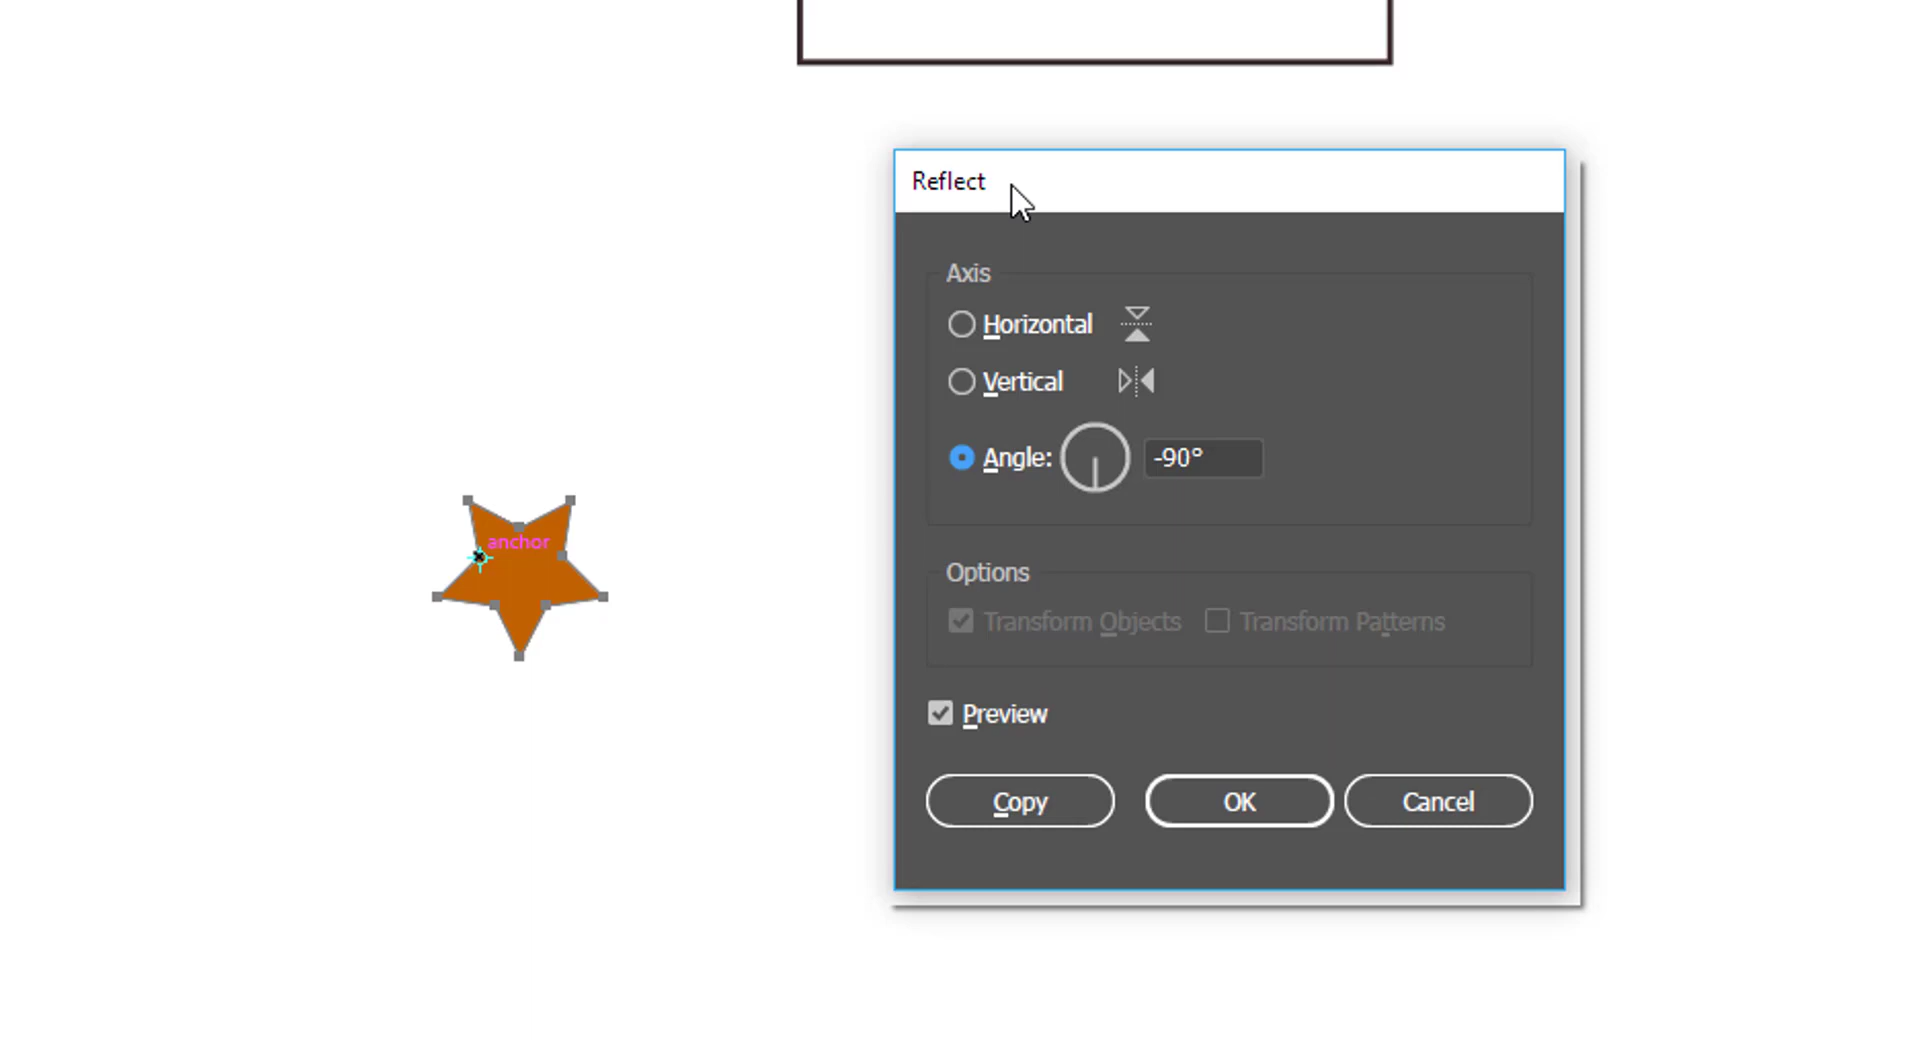 Reflect
Axis
Horizontal
Vertical
Angle: -90°
anchor
Options
Transform Objects Transform Patterns
Preview
Copy OK Cancel